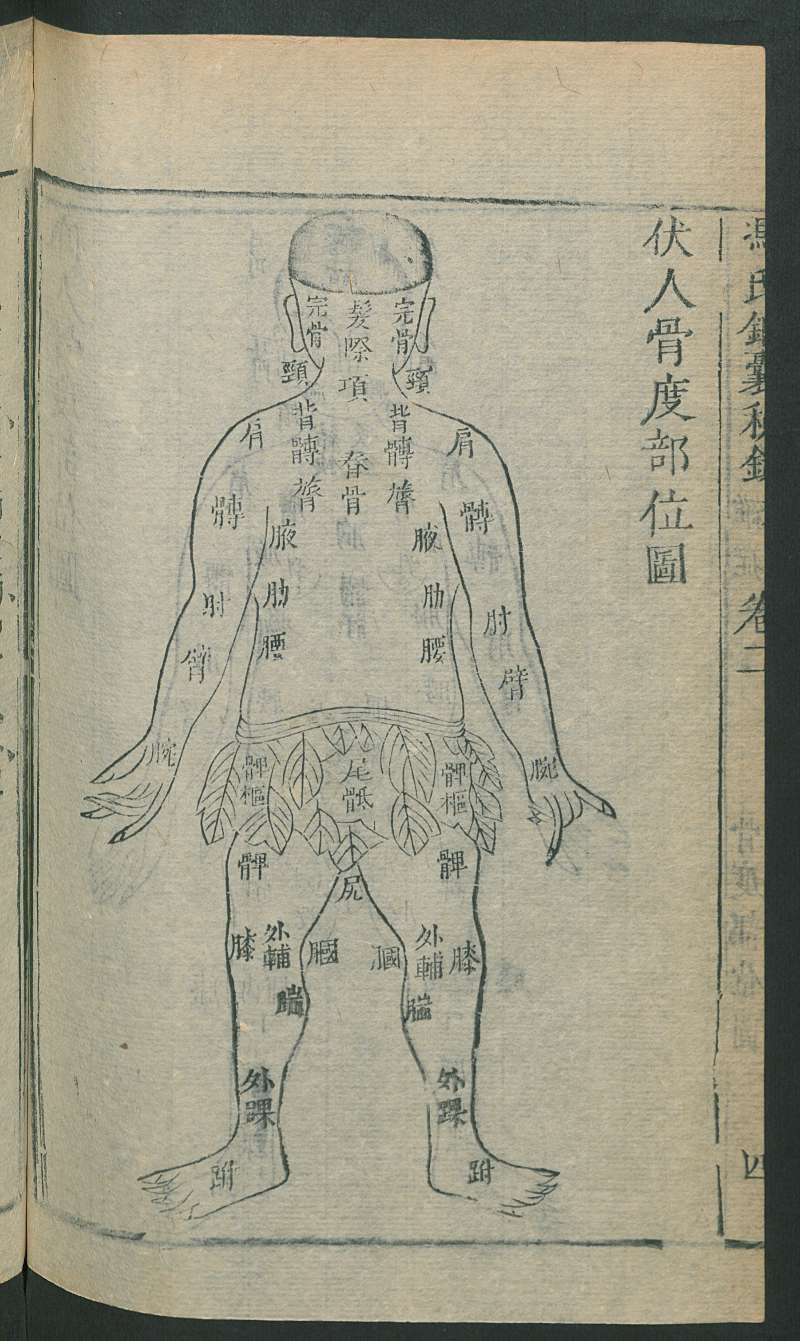 馮氏錦囊秘錄
卷二
四
伏人骨度部位圖
完骨
髮際
完骨
頸
項
頸
肩
背
背
肩
髆
髆
膂
脊骨
膂
髆
髆
腋
腋
肘
肋
肋
肘
臂
腰
腰
臂
腕
腕
髀樞
尾骶
髀樞
髀
尻
髀
膝
外輔
膕
膕
外輔
膝
腨
腨
外踝
外踝
跗
跗